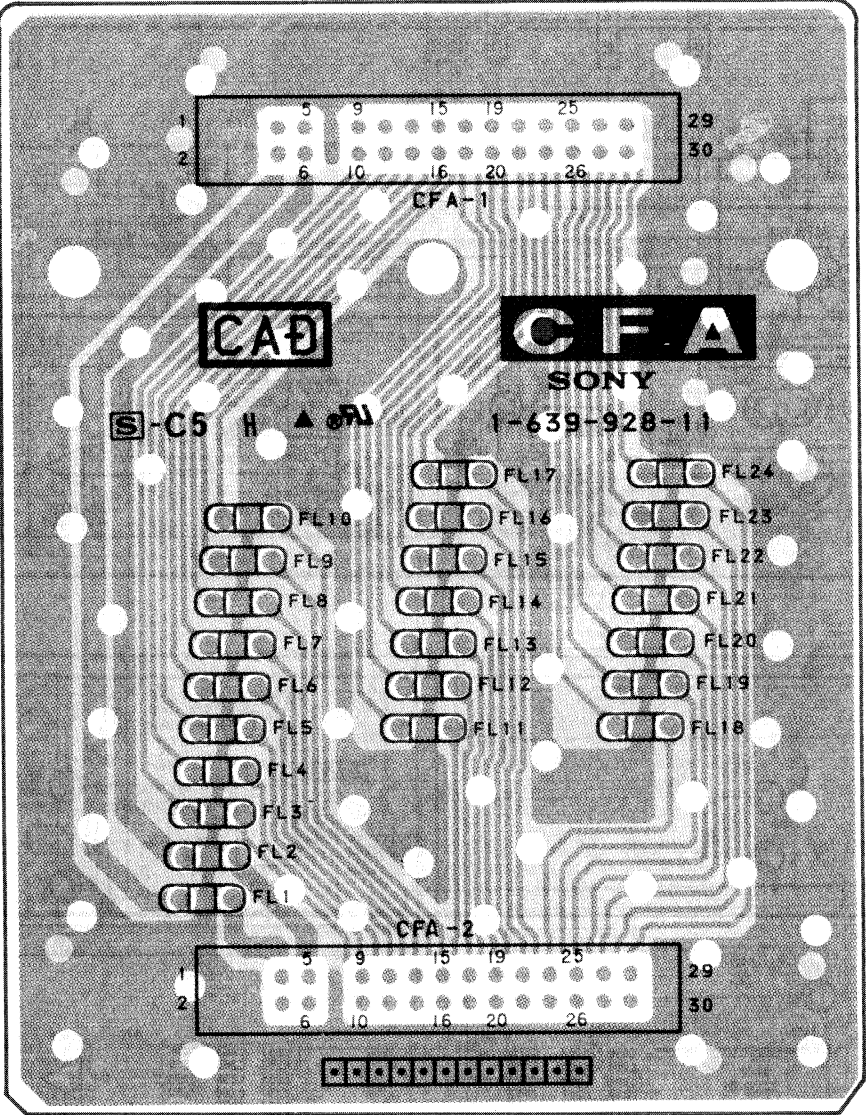 5 9 15 19 25
1 29
2 30
6 10 16 20 26
CFA-1
CAD
CFA
SONY
S-C5 H ▲ ®
1-639-928-11
FL17 FL24
FL10 FL16 FL23
FL9 FL15 FL22
FL8 FL14 FL21
FL7 FL13 FL20
FL6 FL12 FL19
FL5 FL11 FL18
FL4
FL3
FL2
FL1
CFA-2
5 9 15 19 25
1 29
2 30
6 10 16 20 26